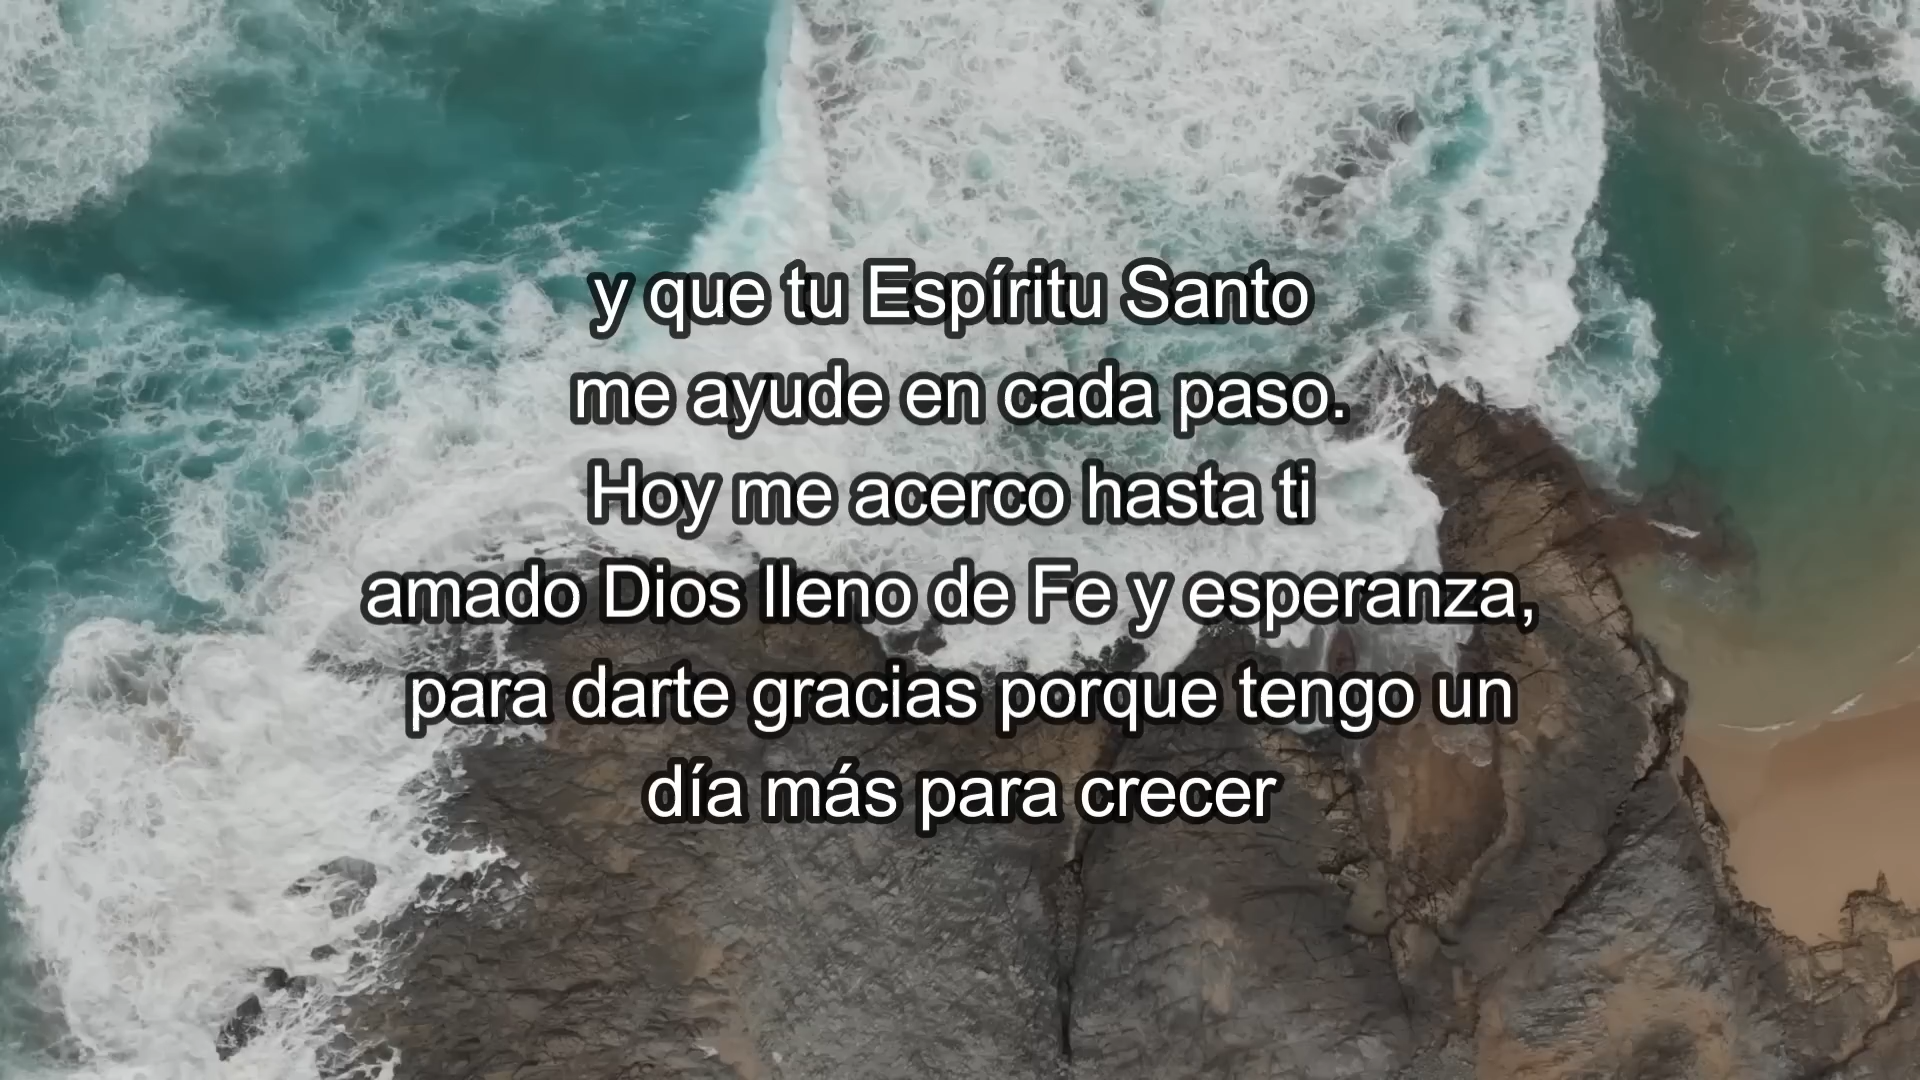 y que tu Espíritu Santo
me ayude en cada paso.
Hoy me acerco hasta ti
amado Dios lleno de Fe y esperanza,
para darte gracias porque tengo un
día más para crecer